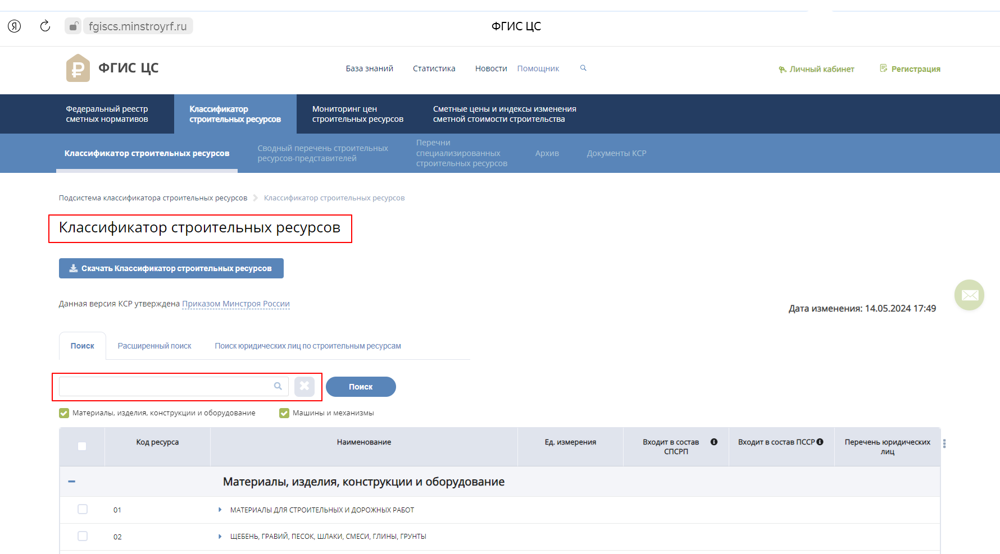 Я
fgiscs.minstroyrf.ru
ФГИС ЦС
ФГИС ЦС
База знаний
Статистика
Новости
Помощник
Личный кабинет
Регистрация
Федеральный реестр
сметных нормативов
Классификатор
строительных ресурсов
Мониторинг цен
строительных ресурсов
Сметные цены и индексы изменения
сметной стоимости строительства
Классификатор строительных ресурсов
Сводный перечень строительных
ресурсов-представителей
Перечни
специализированных
строительных ресурсов
Архив
Документы КСР
Подсистема классификатора строительных ресурсов
Классификатор строительных ресурсов
Классификатор строительных ресурсов
Скачать Классификатор строительных ресурсов
Данная версия КСР утверждена Приказом Минстроя России
Дата изменения: 14.05.2024 17:49
Поиск
Расширенный поиск
Поиск юридических лиц по строительным ресурсам
Поиск
Материалы, изделия, конструкции и оборудование
Машины и механизмы
Код ресурса
Наименование
Ед. измерения
Входит в состав
СПСРП
Входит в состав ПССР
Перечень юридических
лиц
Материалы, изделия, конструкции и оборудование
01
МАТЕРИАЛЫ ДЛЯ СТРОИТЕЛЬНЫХ И ДОРОЖНЫХ РАБОТ
02
ЩЕБЕНЬ, ГРАВИЙ, ПЕСОК, ШЛАКИ, СМЕСИ, ГЛИНЫ, ГРУНТЫ